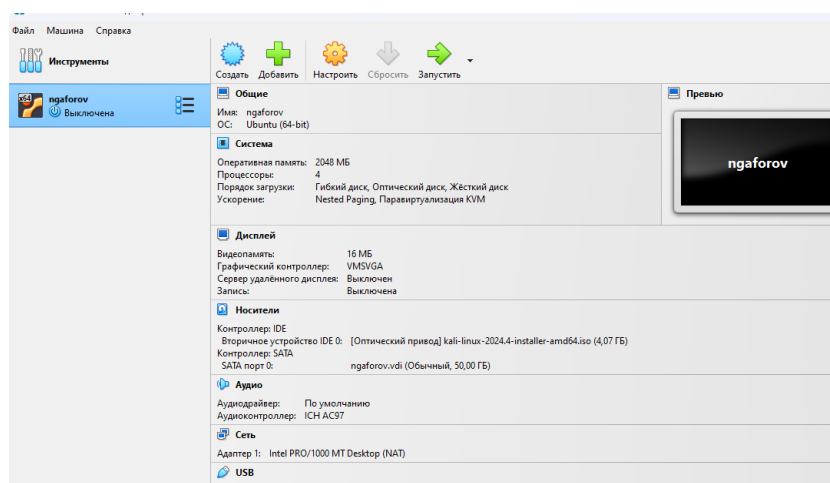 Файл Машина Справка
Инструменты
Создать Добавить Настроить Сбросить Запустить
x64 ngaforov
Выключена
Общие
Имя: ngaforov
ОС: Ubuntu (64-bit)
Система
Оперативная память: 2048 МБ
Процессоры: 4
Порядок загрузки: Гибкий диск, Оптический диск, Жёсткий диск
Ускорение: Nested Paging, Паравиртуализация KVM
Превью
ngaforov
Дисплей
Видеопамять: 16 МБ
Графический контроллер: VMSVGA
Сервер удалённого дисплея: Выключен
Запись: Выключена
Носители
Контроллер: IDE
Вторичное устройство IDE 0: [Оптический привод] kali-linux-2024.4-installer-amd64.iso (4,07 ГБ)
Контроллер: SATA
SATA порт 0: ngaforov.vdi (Обычный, 50,00 ГБ)
Аудио
Аудиодрайвер: По умолчанию
Аудиоконтроллер: ICH AC97
Сеть
Адаптер 1: Intel PRO/1000 MT Desktop (NAT)
USB